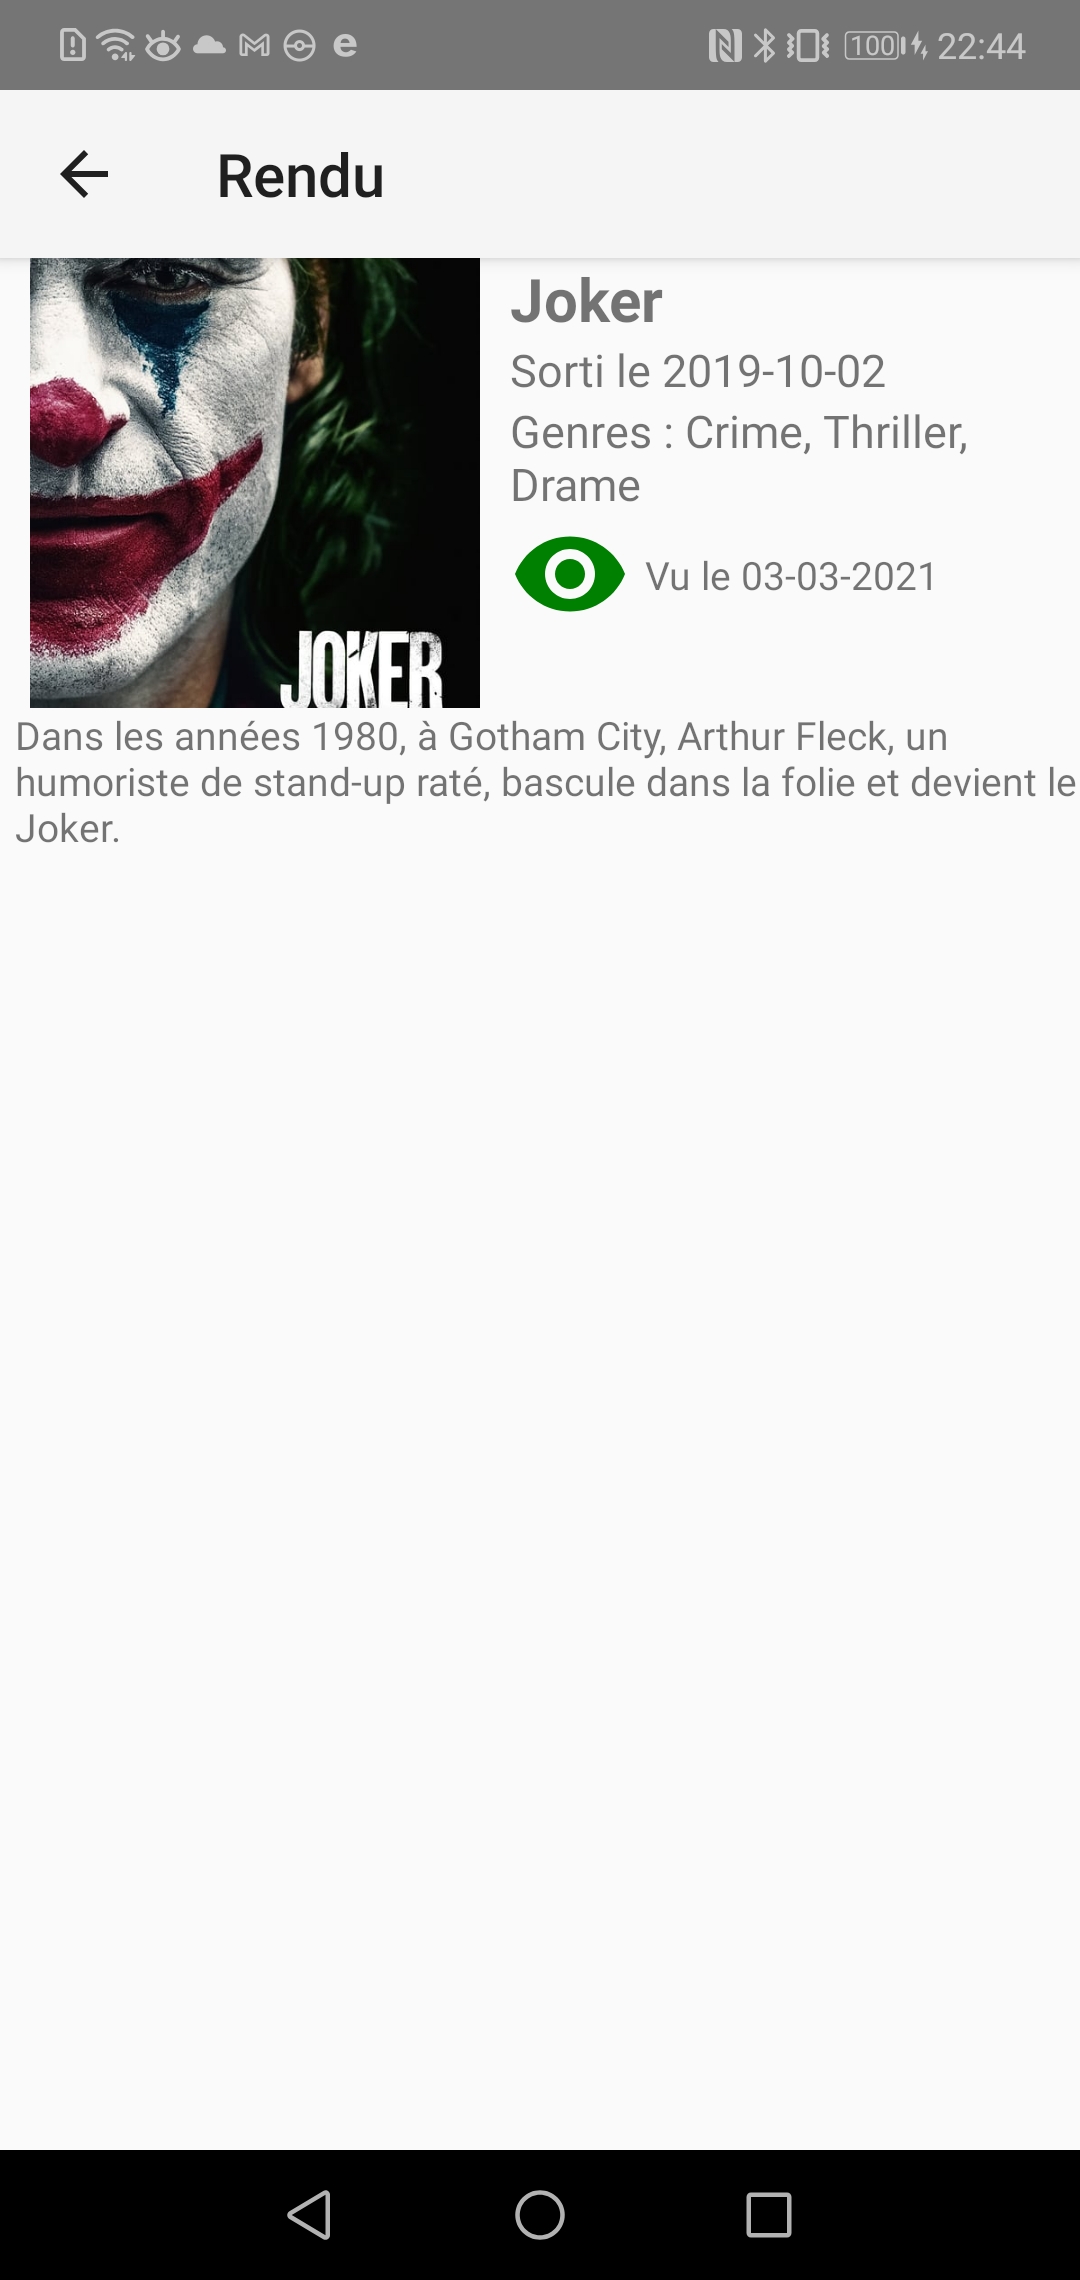 100 22:44
Rendu
Joker
Sorti le 2019-10-02
Genres : Crime, Thriller,
Drame
Vu le 03-03-2021
JOKER
Dans les années 1980, à Gotham City, Arthur Fleck, un
humoriste de stand-up raté, bascule dans la folie et devient le
Joker.